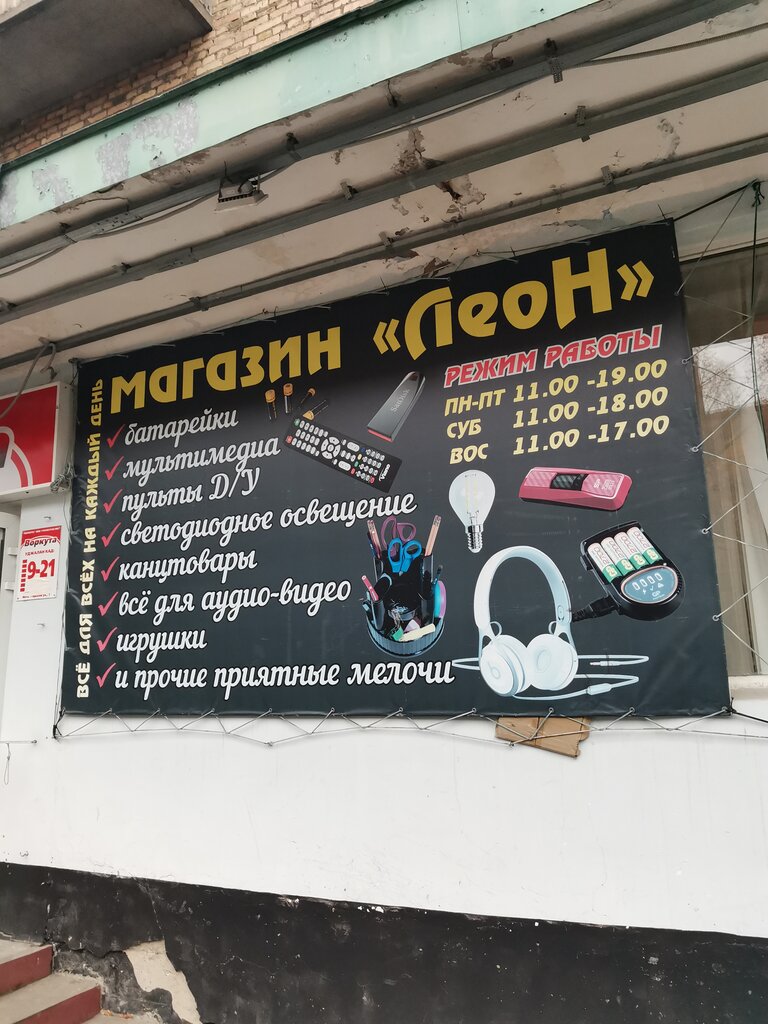 магазин «Леон»
ВСЁ ДЛЯ ВСЕХ НА КАЖДЫЙ ДЕНЬ
РЕЖИМ РАБОТЫ
ПН-ПТ 11.00 -19.00
СУБ 11.00 -18.00
ВОС 11.00 -17.00
батарейки
мультимедиа
пульты Д/У
светодиодное освещение
канцтовары
всё для аудио-видео
игрушки
и прочие приятные мелочи
SanDisk
Воркута
9-21